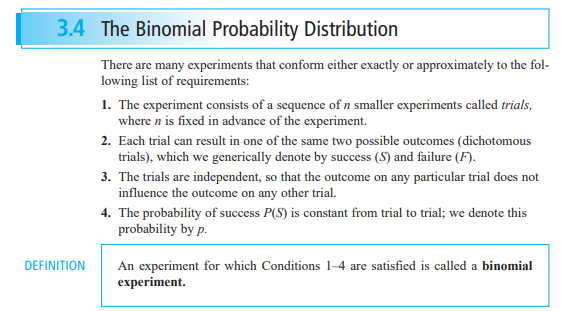 3.4 The Binomial Probability Distribution
There are many experiments that conform either exactly or approximately to the fol-
lowing list of requirements:
1. The experiment consists of a sequence of n smaller experiments called trials,
where n is fixed in advance of the experiment.
2. Each trial can result in one of the same two possible outcomes (dichotomous
trials), which we generically denote by success (S) and failure (F).
3. The trials are independent, so that the outcome on any particular trial does not
influence the outcome on any other trial.
4. The probability of success P(S) is constant from trial to trial; we denote this
probability by p.
DEFINITION An experiment for which Conditions 1–4 are satisfied is called a binomial
experiment.